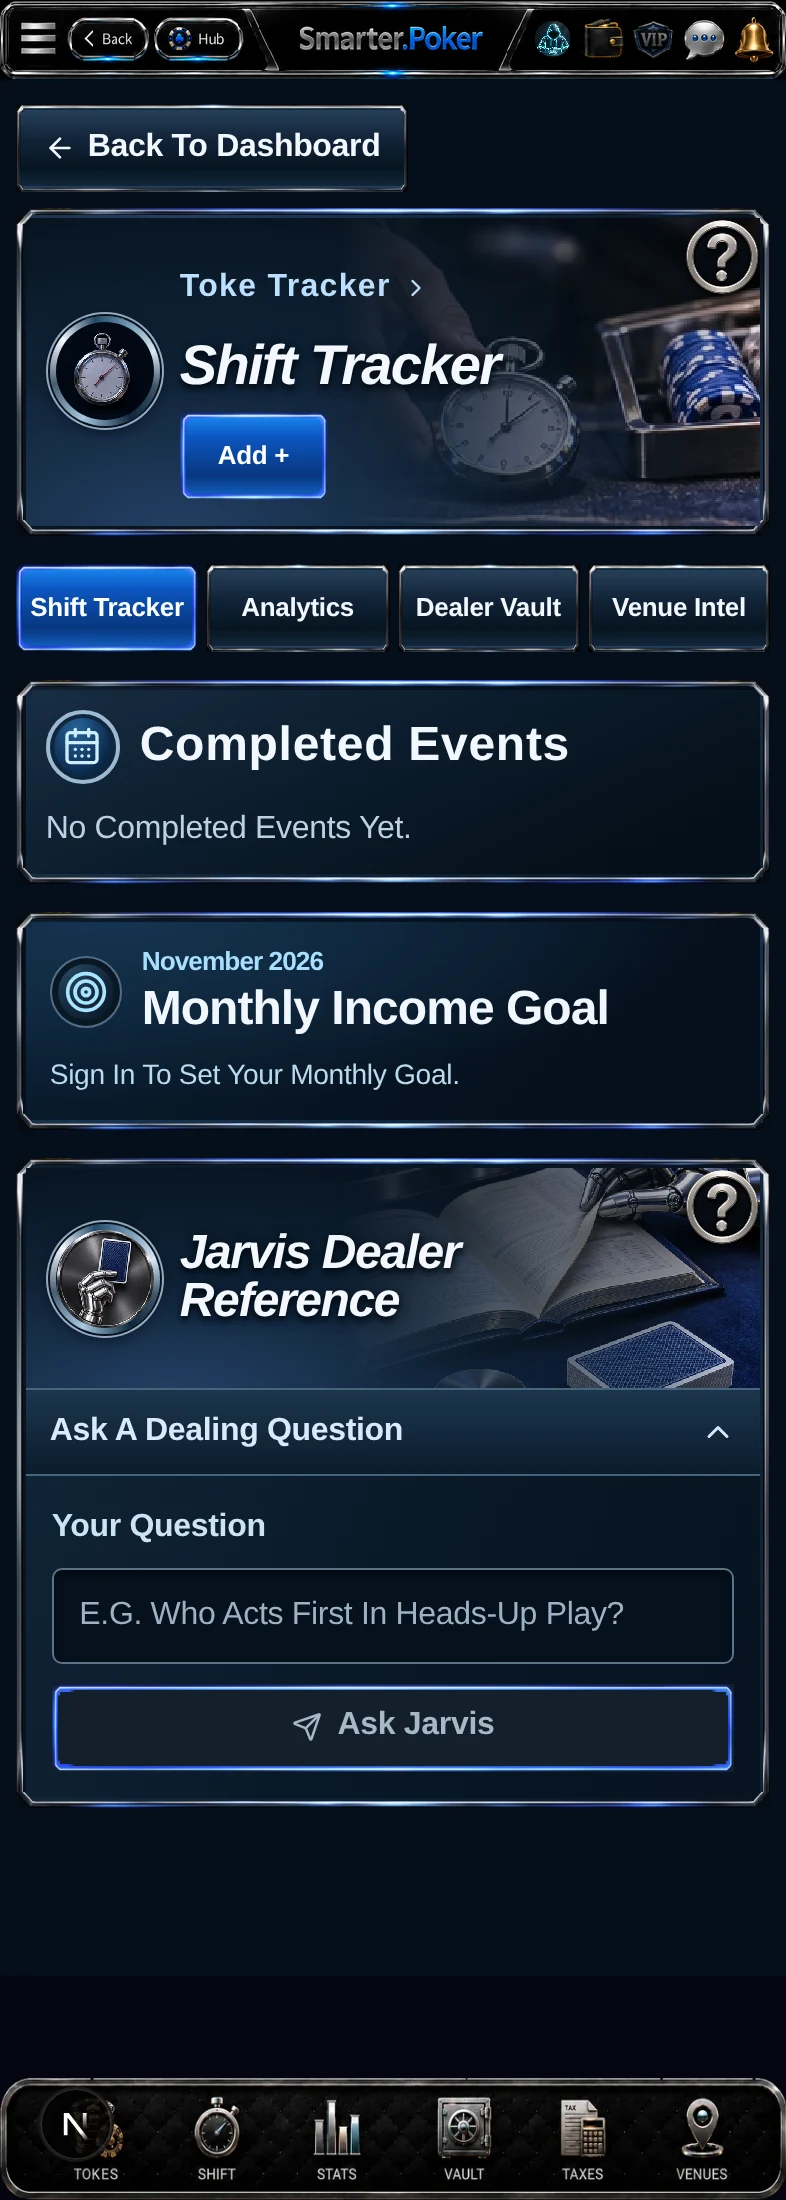 Back
Hub
Smarter.Poker
VIP
Back To Dashboard
Toke Tracker
Shift Tracker
Add +
Shift Tracker
Analytics
Dealer Vault
Venue Intel
Completed Events
No Completed Events Yet.
November 2026
Monthly Income Goal
Sign In To Set Your Monthly Goal.
Jarvis Dealer
Reference
Ask A Dealing Question
Your Question
E.G. Who Acts First In Heads-Up Play?
Ask Jarvis
N
TAX
TOKES
SHIFT
STATS
VAULT
TAXES
VENUES